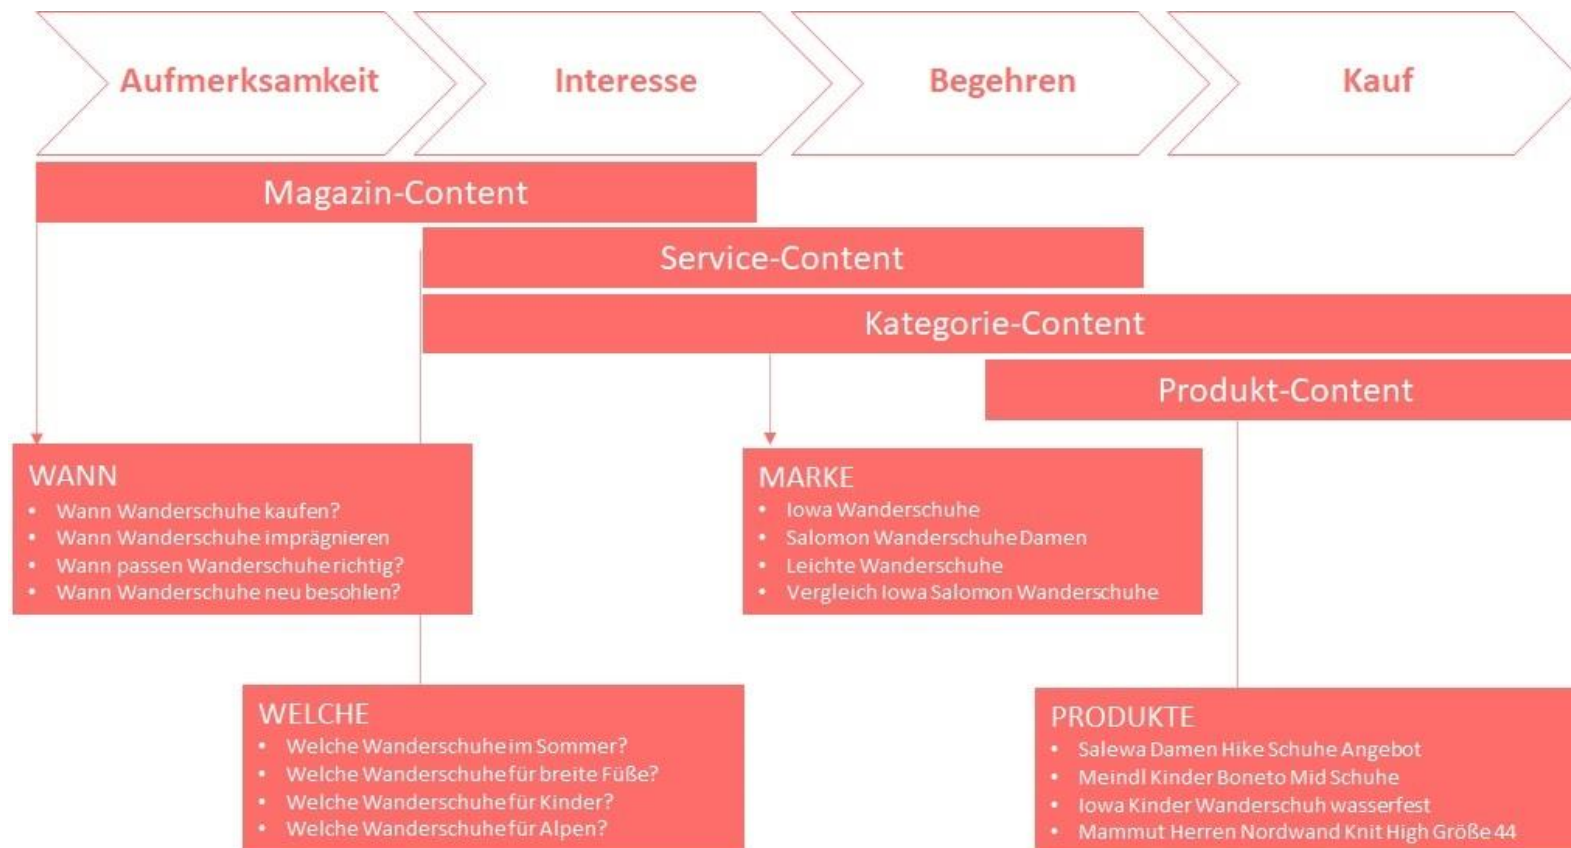 Aufmerksamkeit
Interesse
Begehren
Kauf
Magazin-Content
Service-Content
Kategorie-Content
Produkt-Content
WANN
• Wann Wanderschuhe kaufen?
• Wann Wanderschuhe imprägnieren
• Wann passen Wanderschuhe richtig?
• Wann Wanderschuhe neu besohlen?
MARKE
• Iowa Wanderschuhe
• Salomon Wanderschuhe Damen
• Leichte Wanderschuhe
• Vergleich Iowa Salomon Wanderschuhe
WELCHE
• Welche Wanderschuhe im Sommer?
• Welche Wanderschuhe für breite Füße?
• Welche Wanderschuhe für Kinder?
• Welche Wanderschuhe für Alpen?
PRODUKTE
• Salewa Damen Hike Schuhe Angebot
• Meindl Kinder Boneto Mid Schuhe
• Iowa Kinder Wanderschuh wasserfest
• Mammut Herren Nordwand Knit High Größe 44